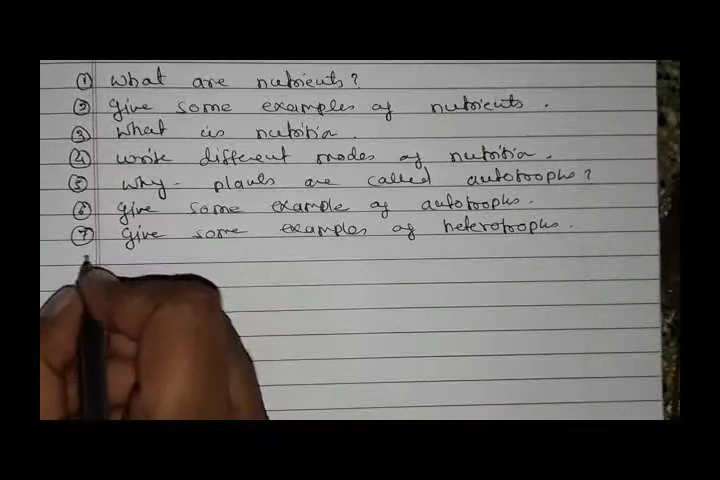 ① What are nutrients?
② Give some examples of nutrients.
③ What is nutrition.
④ write different modes of nutrition.
⑤ why plants are called autotrophs?
⑥ Give some example of autotrophs.
⑦ Give some examples of heterotrophs.